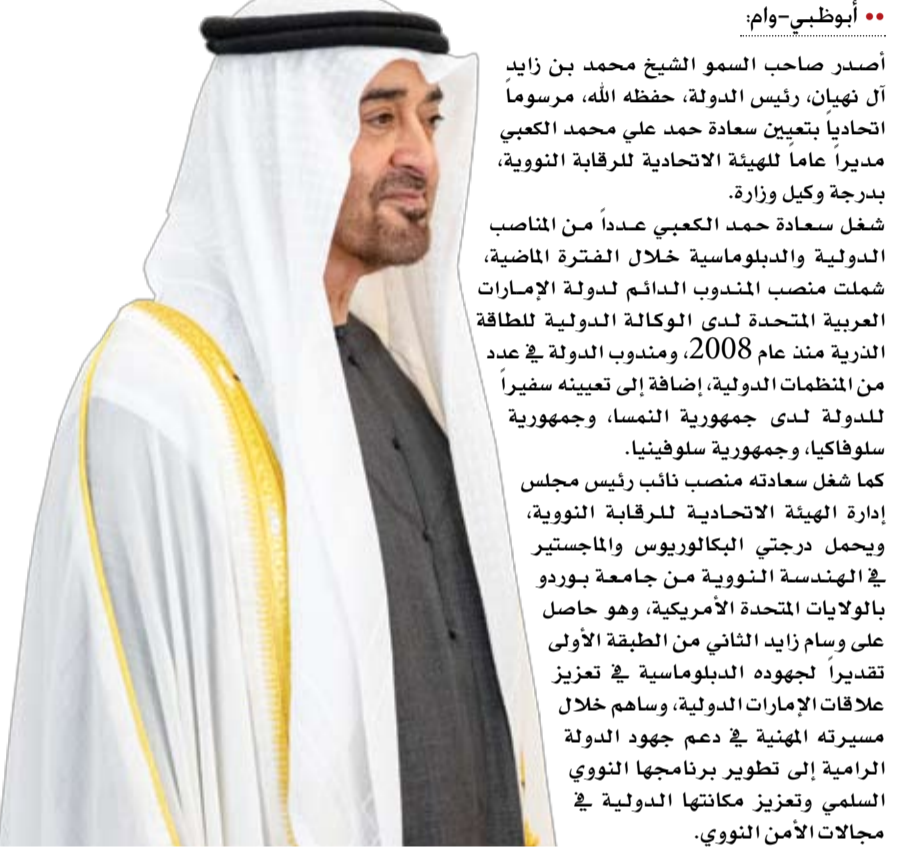 •• أبوظبي-وام:
أصدر صاحب السمو الشيخ محمد بن زايد
آل نهيان، رئيس الدولة، حفظه الله، مرسوماً
اتحادياً بتعيين سعادة حمد علي محمد الكعبي
مديراً عاماً للهيئة الاتحادية للرقابة النووية،
بدرجة وكيل وزارة.
شغل سعادة حمد الكعبي عدداً من المناصب
الدولية والدبلوماسية خلال الفترة الماضية،
شملت منصب المندوب الدائم لدولة الإمارات
العربية المتحدة لدى الوكالة الدولية للطاقة
الذرية منذ عام 2008، ومندوب الدولة في عدد
من المنظمات الدولية، إضافة إلى تعيينه سفيراً
للدولة لدى جمهورية النمسا، وجمهورية
سلوفاكيا، وجمهورية سلوفينيا.
كما شغل سعادته منصب نائب رئيس مجلس
إدارة الهيئة الاتحادية للرقابة النووية،
ويحمل درجتي البكالوريوس والماجستير
في الهندسة النووية من جامعة بوردو
بالولايات المتحدة الأمريكية، وهو حاصل
على وسام زايد الثاني من الطبقة الأولى
تقديراً لجهوده الدبلوماسية في تعزيز
علاقات الإمارات الدولية، وساهم خلال
مسيرته المهنية في دعم جهود الدولة
الرامية إلى تطوير برنامجها النووي
السلمي وتعزيز مكانتها الدولية في
مجالات الأمن النووي.